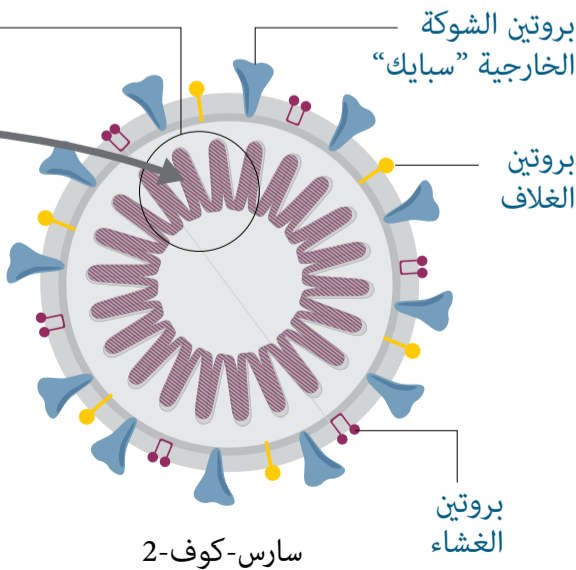 بروتين الشوكة
الخارجية ”سبايك“
بروتين
الغلاف
بروتين
الغشاء
سارس-كوف-2